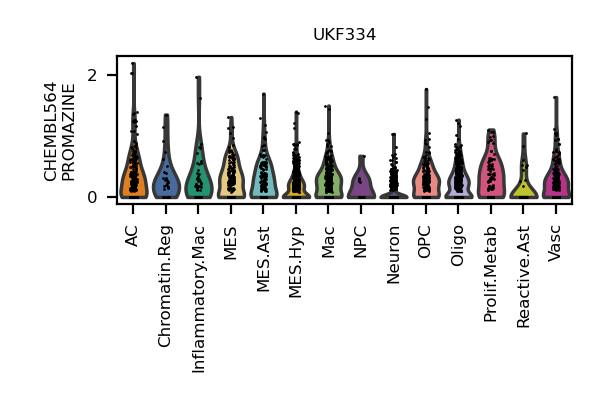 UKF334
CHEMBL564
PROMAZINE
2
0
AC
Chromatin.Reg
Inflammatory.Mac
MES
MES.Ast
MES.Hyp
Mac
NPC
Neuron
OPC
Oligo
Prolif.Metab
Reactive.Ast
Vasc